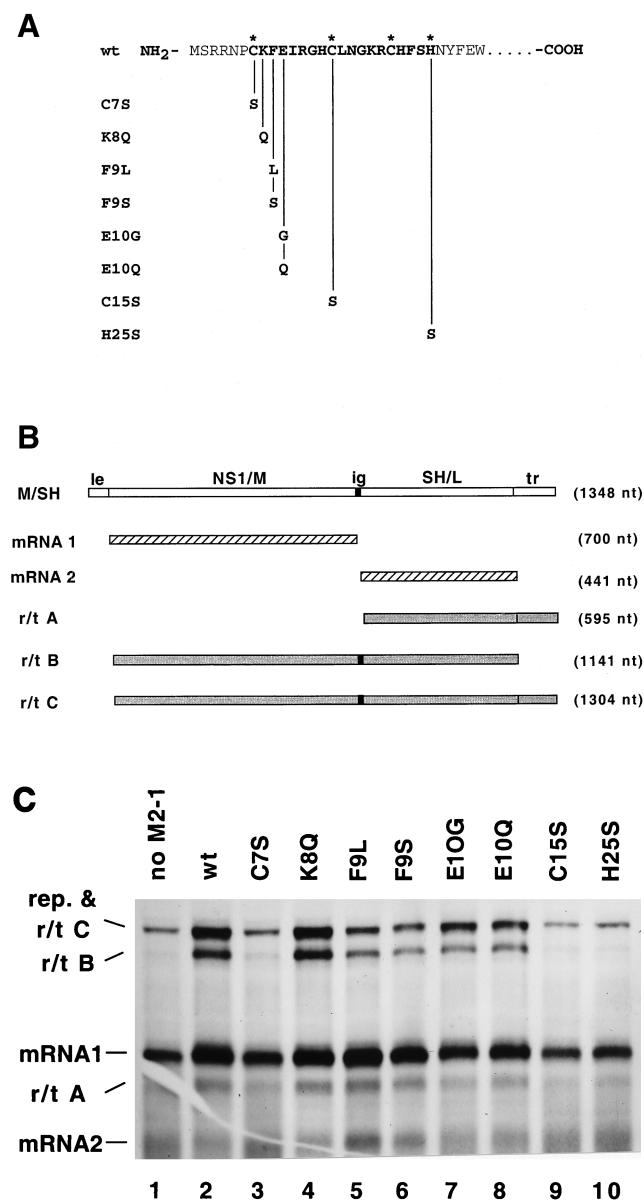 A
* * * *
wt NH2- MSRRNPCKFEIRGHCLNGKRCHFSHNYFEW.....-COOH
C7S S
K8Q Q
F9L L
F9S S
E10G G
E10Q Q
C15S S
H25S S
B
le NS1/M ig SH/L tr
M/SH (1348 nt)
mRNA 1 (700 nt)
mRNA 2 (441 nt)
r/t A (595 nt)
r/t B (1141 nt)
r/t C (1304 nt)
C
no M2-1 wt C7S K8Q F9L F9S E1OG E10Q C15S H25S
rep. &
r/t C
r/t B
mRNA1
r/t A
mRNA2
1 2 3 4 5 6 7 8 9 10